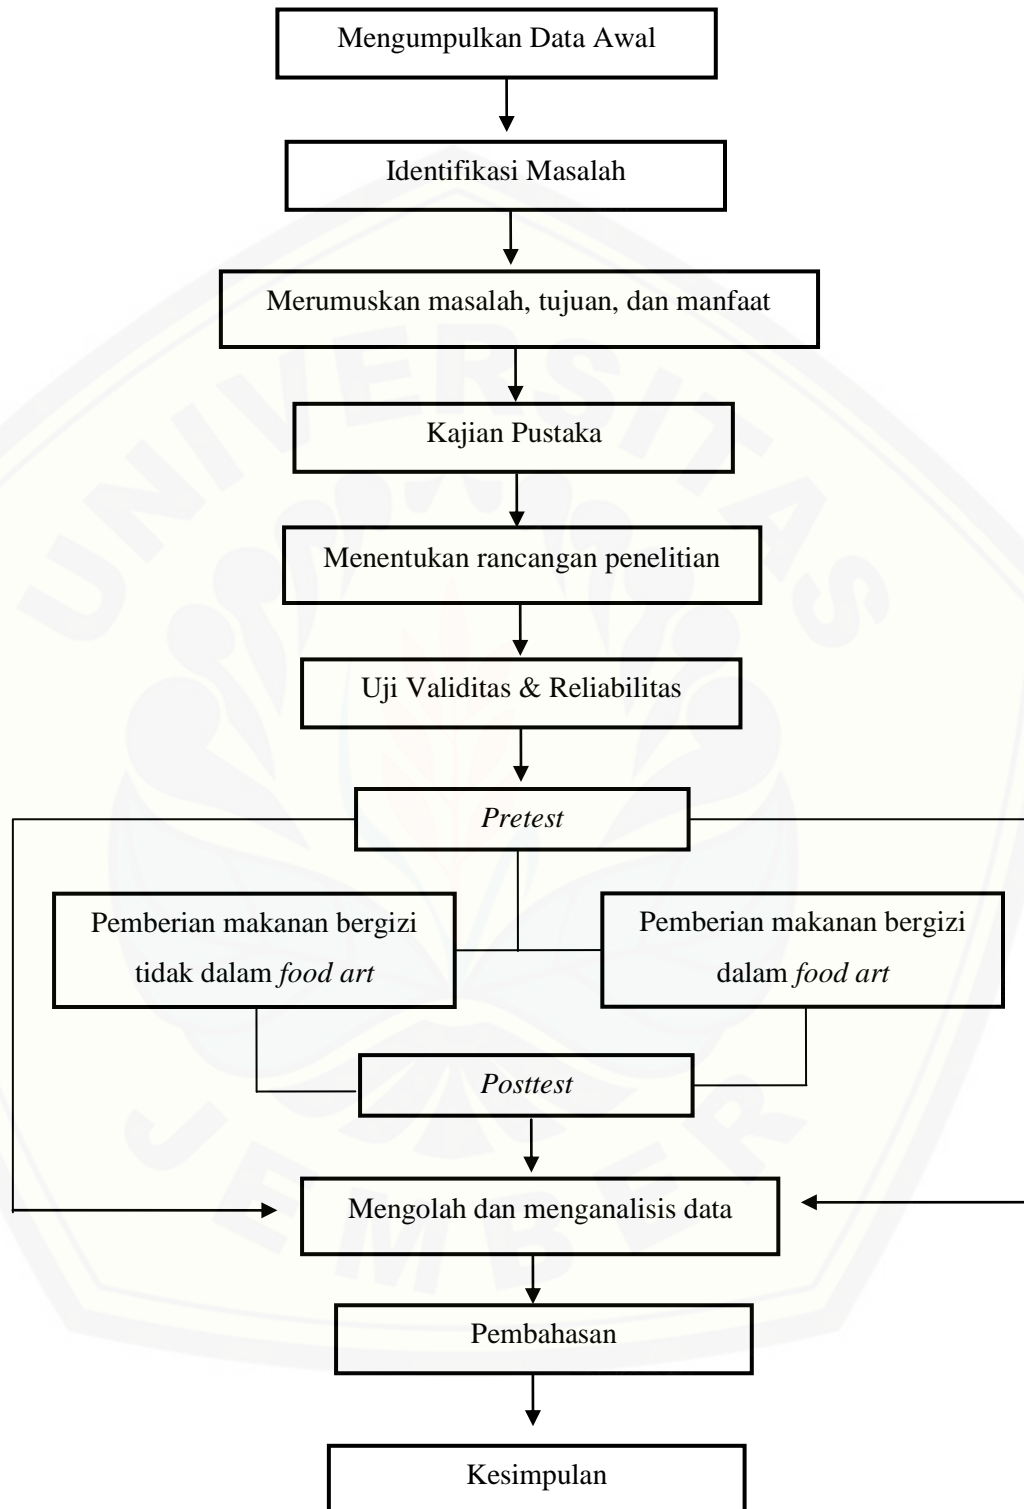 Mengumpulkan Data Awal
Identifikasi Masalah
Merumuskan masalah, tujuan, dan manfaat
Kajian Pustaka
Menentukan rancangan penelitian
Uji Validitas & Reliabilitas
Pretest
Pemberian makanan bergizi
tidak dalam food art
Pemberian makanan bergizi
dalam food art
Posttest
Mengolah dan menganalisis data
Pembahasan
Kesimpulan
UNIVERSITAS
JEMBER